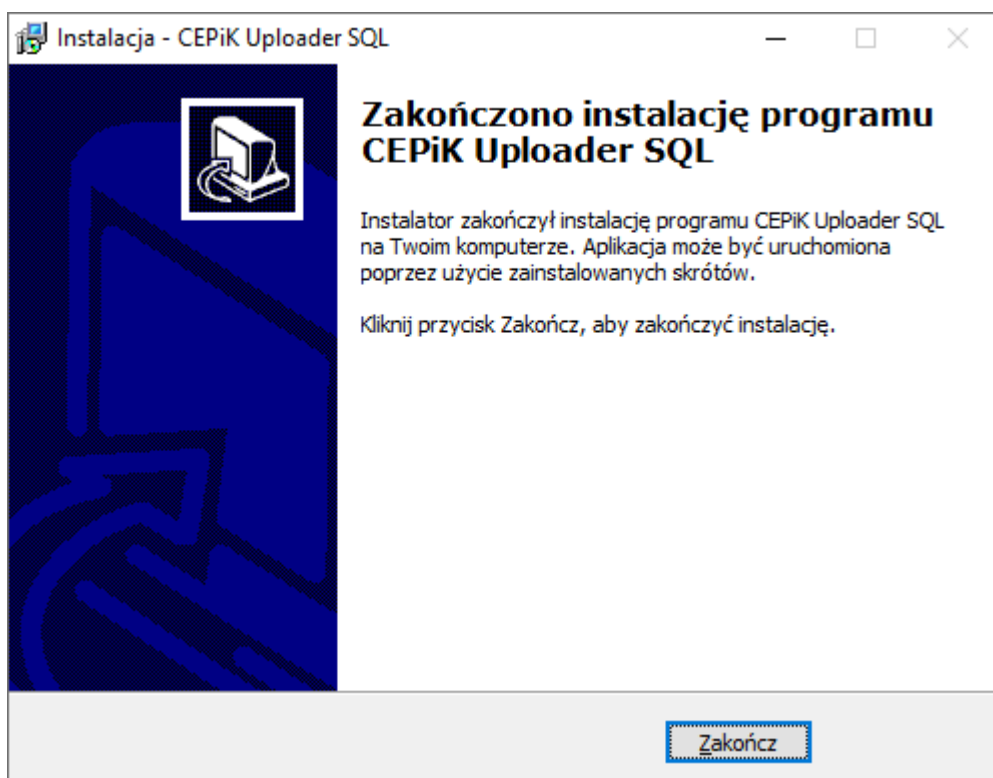 Instalacja - CEPiK Uploader SQL
Zakończono instalację programu
CEPiK Uploader SQL
Instalator zakończył instalację programu CEPiK Uploader SQL
na Twoim komputerze. Aplikacja może być uruchomiona
poprzez użycie zainstalowanych skrótów.
Kliknij przycisk Zakończ, aby zakończyć instalację.
Zakończ